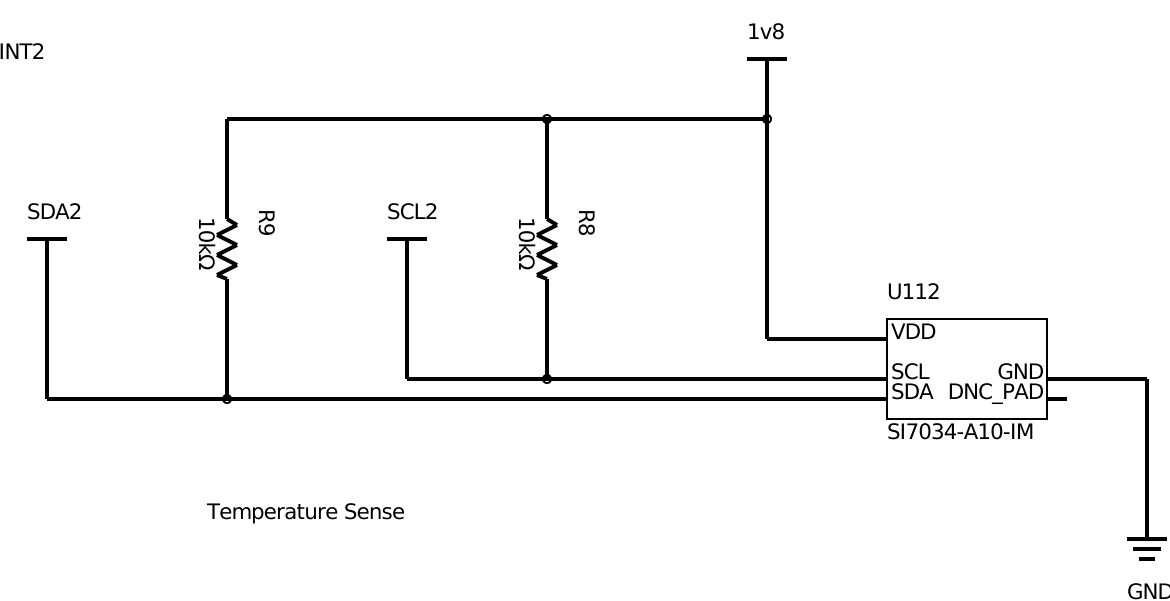 1v8
INT2
SDA2
10kΩ
R9
SCL2
10kΩ
R8
U112
VDD
SCL GND
SDA DNC_PAD
SI7034-A10-IM
Temperature Sense
GND